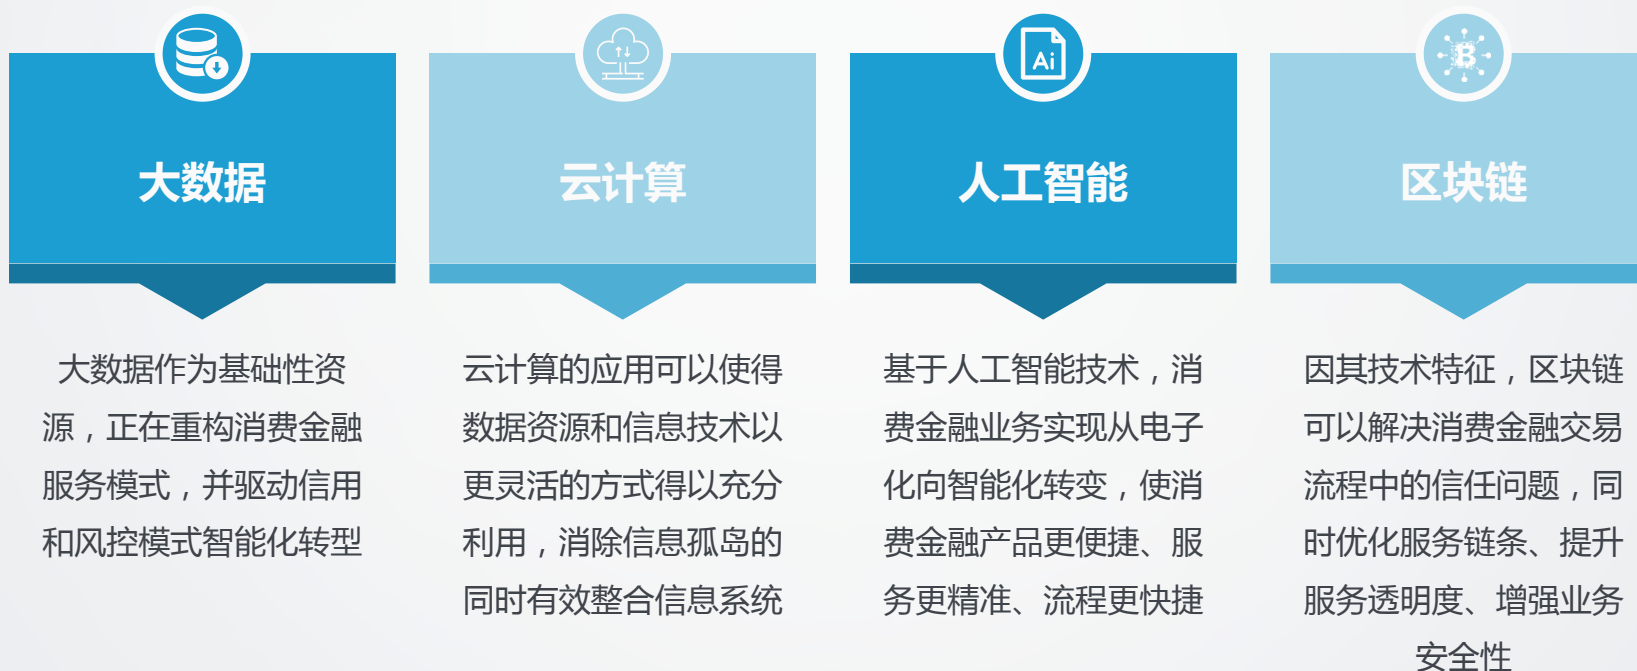 Ai
B
大数据
云计算
人工智能
区块链
大数据作为基础性资
源，正在重构消费金融
服务模式，并驱动信用
和风控模式智能化转型
云计算的应用可以使得
数据资源和信息技术以
更灵活的方式得以充分
利用，消除信息孤岛的
同时有效整合信息系统
基于人工智能技术，消
费金融业务实现从电子
化向智能化转变，使消
费金融产品更便捷、服
务更精准、流程更快捷
因其技术特征，区块链
可以解决消费金融交易
流程中的信任问题，同
时优化服务链条、提升
服务透明度、增强业务
安全性